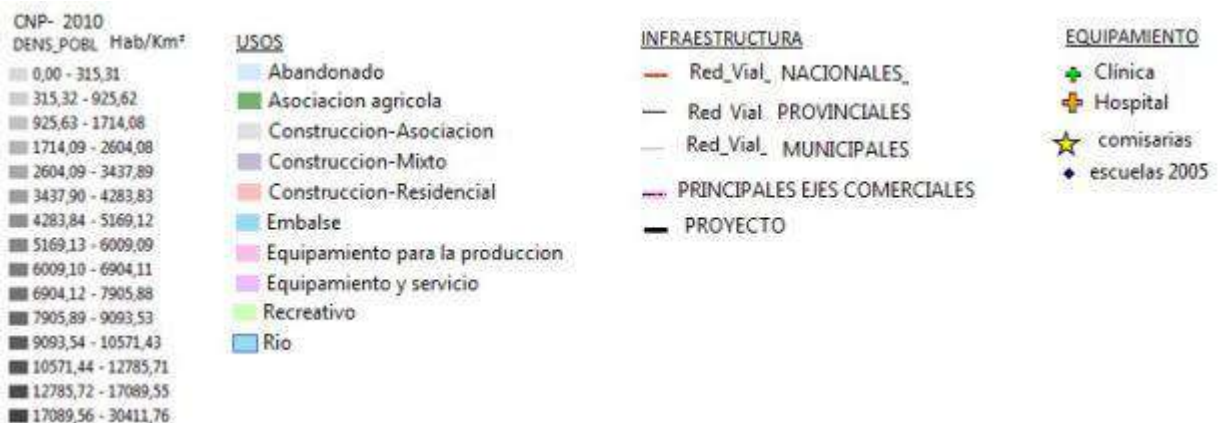 CNP- 2010
DENS_POBL Hab/Km²
0,00 - 315,31
315,32 - 925,62
925,63 - 1714,08
1714,09 - 2604,08
2604,09 - 3437,89
3437,90 - 4283,83
4283,84 - 5169,12
5169,13 - 6009,09
6009,10 - 6904,11
6904,12 - 7905,88
7905,89 - 9093,53
9093,54 - 10571,43
10571,44 - 12785,71
12785,72 - 17089,55
17089,56 - 30411,76
USOS
Abandonado
Asociacion agricola
Construccion-Asociacion
Construccion-Mixto
Construccion-Residencial
Embalse
Equipamiento para la produccion
Equipamiento y servicio
Recreativo
Rio
INFRAESTRUCTURA
Red_Vial_ NACIONALES_
Red Vial PROVINCIALES
Red_Vial_ MUNICIPALES
PRINCIPALES EJES COMERCIALES
PROYECTO
EQUIPAMIENTO
Clínica
Hospital
comisarias
escuelas 2005